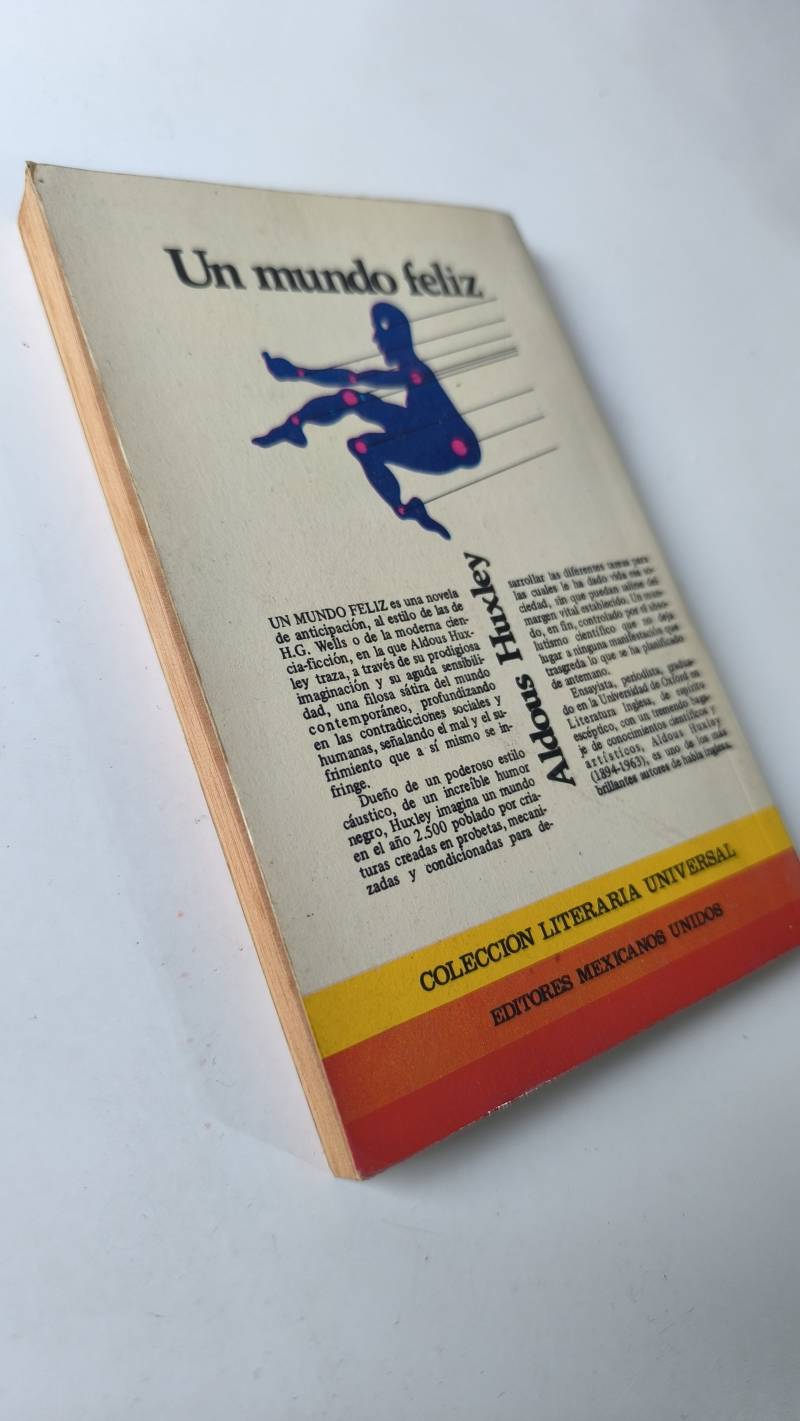 Un mundo feliz
UN MUNDO FELIZ es una novela
de anticipación, al estilo de las de
H.G. Wells o de la moderna cien-
cia-ficción, en la que Aldous Hux-
ley traza, a través de su prodigiosa
imaginación y su aguda sensibili-
dad, una filosa sátira del mundo
contemporáneo, profundizando
en las contradicciones sociales y
humanas, señalando el mal y el su-
frimiento que a sí mismo se in-
fringe.
Dueño de un poderoso estilo
cáustico, de un increíble humor
negro, Huxley imagina un mundo
en el año 2.500 poblado por cria-
turas creadas en probetas, mecani-
zadas y condicionadas para de-
Aldous Huxley
sarrollar las diferentes tareas para
las cuales le ha dado vida esa so-
ciedad, sin que puedan salirse del
margen vital establecido. Un mun-
do, en fin, controlado por el abso-
lutismo científico que no deja
lugar a ninguna manifestación que
trasgreda lo que se ha planificado
de antemano.
Ensayista, periodista, gradua-
do en la Universidad de Oxford en
Literatura Inglesa, de espíritu
escéptico, con un tremendo baga-
je de conocimientos científicos y
artísticos, Aldous Huxley
(1894-1963), es uno de los más
brillantes autores de habla inglesa.
COLECCION LITERARIA UNIVERSAL
EDITORES MEXICANOS UNIDOS